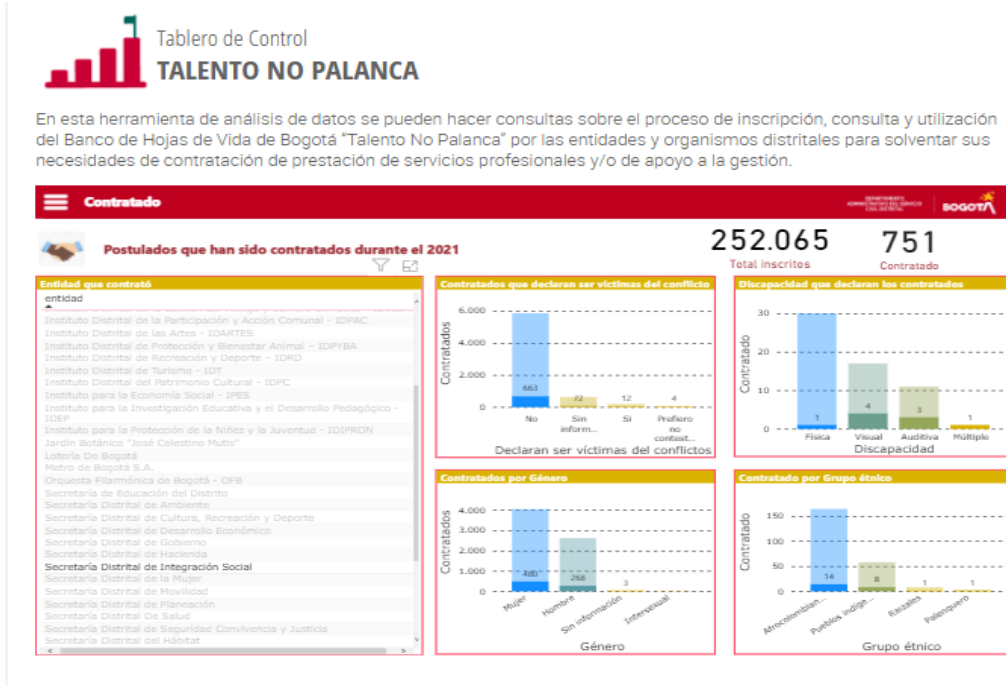 Tablero de Control
TALENTO NO PALANCA
En esta herramienta de análisis de datos se pueden hacer consultas sobre el proceso de inscripción, consulta y utilización
del Banco de Hojas de Vida de Bogotá "Talento No Palanca" por las entidades y organismos distritales para solventar sus
necesidades de contratación de prestación de servicios profesionales y/o de apoyo a la gestión.
Contratado
DEPARTAMENTO
ADMINISTRATIVO DEL SERVICIO
CIVIL DISTRITAL
BOGOTÁ
Postulados que han sido contratados durante el 2021
252.065
Total inscritos
751
Contratado
Entidad que contrató
entidad
Instituto Distrital de la Participación y Acción Comunal - IDPAC
Instituto Distrital de las Artes - IDARTES
Instituto Distrital de Protección y Bienestar Animal – IDPYBA
Instituto Distrital de Recreación y Deporte - IDRD
Instituto Distrital de Turismo - IDT
Instituto Distrital del Patrimonio Cultural - IDPC
Instituto para la Economía Social - IPES
Instituto para la Investigación Educativa y el Desarrollo Pedagógico -
IDEP
Instituto para la Protección de la Niñez y la Juventud - IDIPRON
Jardín Botánico "José Celestino Mutis"
Lotería De Bogotá
Metro de Bogotá S.A.
Orquesta Filarmónica de Bogotá - OFB
Secretaría de Educación del Distrito
Secretaría Distrital de Ambiente
Secretaría Distrital de Cultura, Recreación y Deporte
Secretaría Distrital de Desarrollo Económico
Secretaría Distrital de Gobierno
Secretaría Distrital de Hacienda
Secretaría Distrital de Integración Social
Secretaría Distrital de la Mujer
Secretaría Distrital de Movilidad
Secretaría Distrital de Planeación
Secretaría Distrital De Salud
Secretaría Distrital de Seguridad Convivencia y Justicia
Secretaría Distrital del Hábitat
Contratados que declaran ser víctimas del conflicto
Contratados
6.000
4.000
2.000
0
663
72
12
4
No
Sin
inform...
Si
Prefiero
no
contest...
Declaran ser víctimas del conflictos
Discapacidad que declaran los contratados
Contratado
30
20
10
0
1
4
3
1
Física
Visual
Auditiva
Múltiple
Discapacidad
Contratados por Género
Contratados
4.000
3.000
2.000
1.000
0
480
268
3
Mujer
Hombre
Sin información
Intersexual
Género
Contratado por Grupo étnico
Contratado
150
100
50
0
14
8
1
1
Afrocolombian...
Pueblos indíge...
Raizales
Palenquero
Grupo étnico